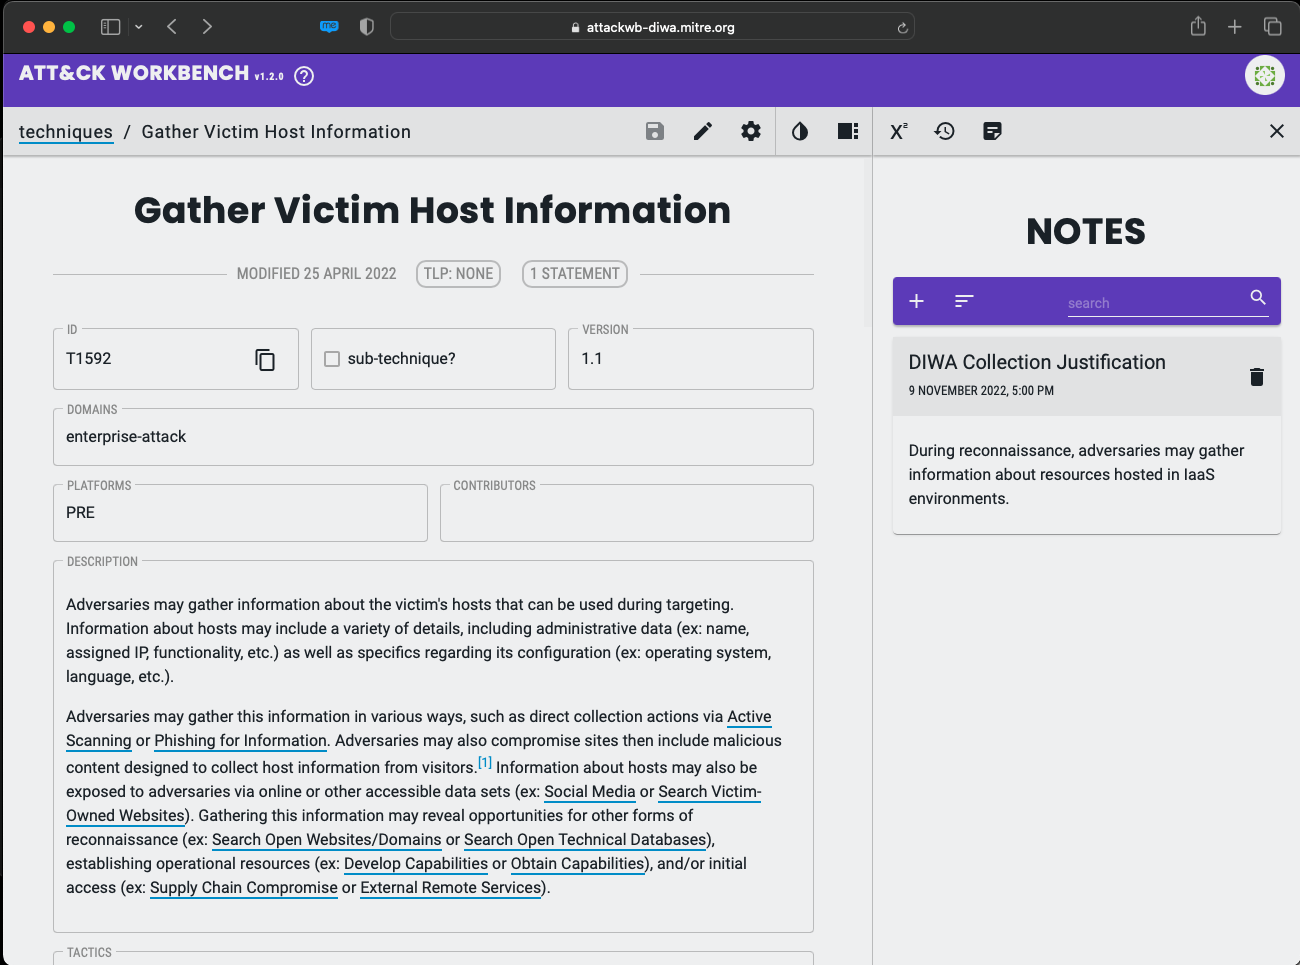 me
attackwb-diwa.mitre.org
ATT&CK WORKBENCH v1.2.0 ?
techniques / Gather Victim Host Information
X²
Gather Victim Host Information
MODIFIED 25 APRIL 2022 TLP: NONE 1 STATEMENT
ID
T1592
sub-technique?
VERSION
1.1
DOMAINS
enterprise-attack
PLATFORMS
PRE
CONTRIBUTORS
DESCRIPTION
Adversaries may gather information about the victim's hosts that can be used during targeting.
Information about hosts may include a variety of details, including administrative data (ex: name,
assigned IP, functionality, etc.) as well as specifics regarding its configuration (ex: operating system,
language, etc.).
Adversaries may gather this information in various ways, such as direct collection actions via Active
Scanning or Phishing for Information. Adversaries may also compromise sites then include malicious
content designed to collect host information from visitors.[1] Information about hosts may also be
exposed to adversaries via online or other accessible data sets (ex: Social Media or Search Victim-
Owned Websites). Gathering this information may reveal opportunities for other forms of
reconnaissance (ex: Search Open Websites/Domains or Search Open Technical Databases),
establishing operational resources (ex: Develop Capabilities or Obtain Capabilities), and/or initial
access (ex: Supply Chain Compromise or External Remote Services).
TACTICS
NOTES
search
DIWA Collection Justification
9 NOVEMBER 2022, 5:00 PM
During reconnaissance, adversaries may gather
information about resources hosted in IaaS
environments.